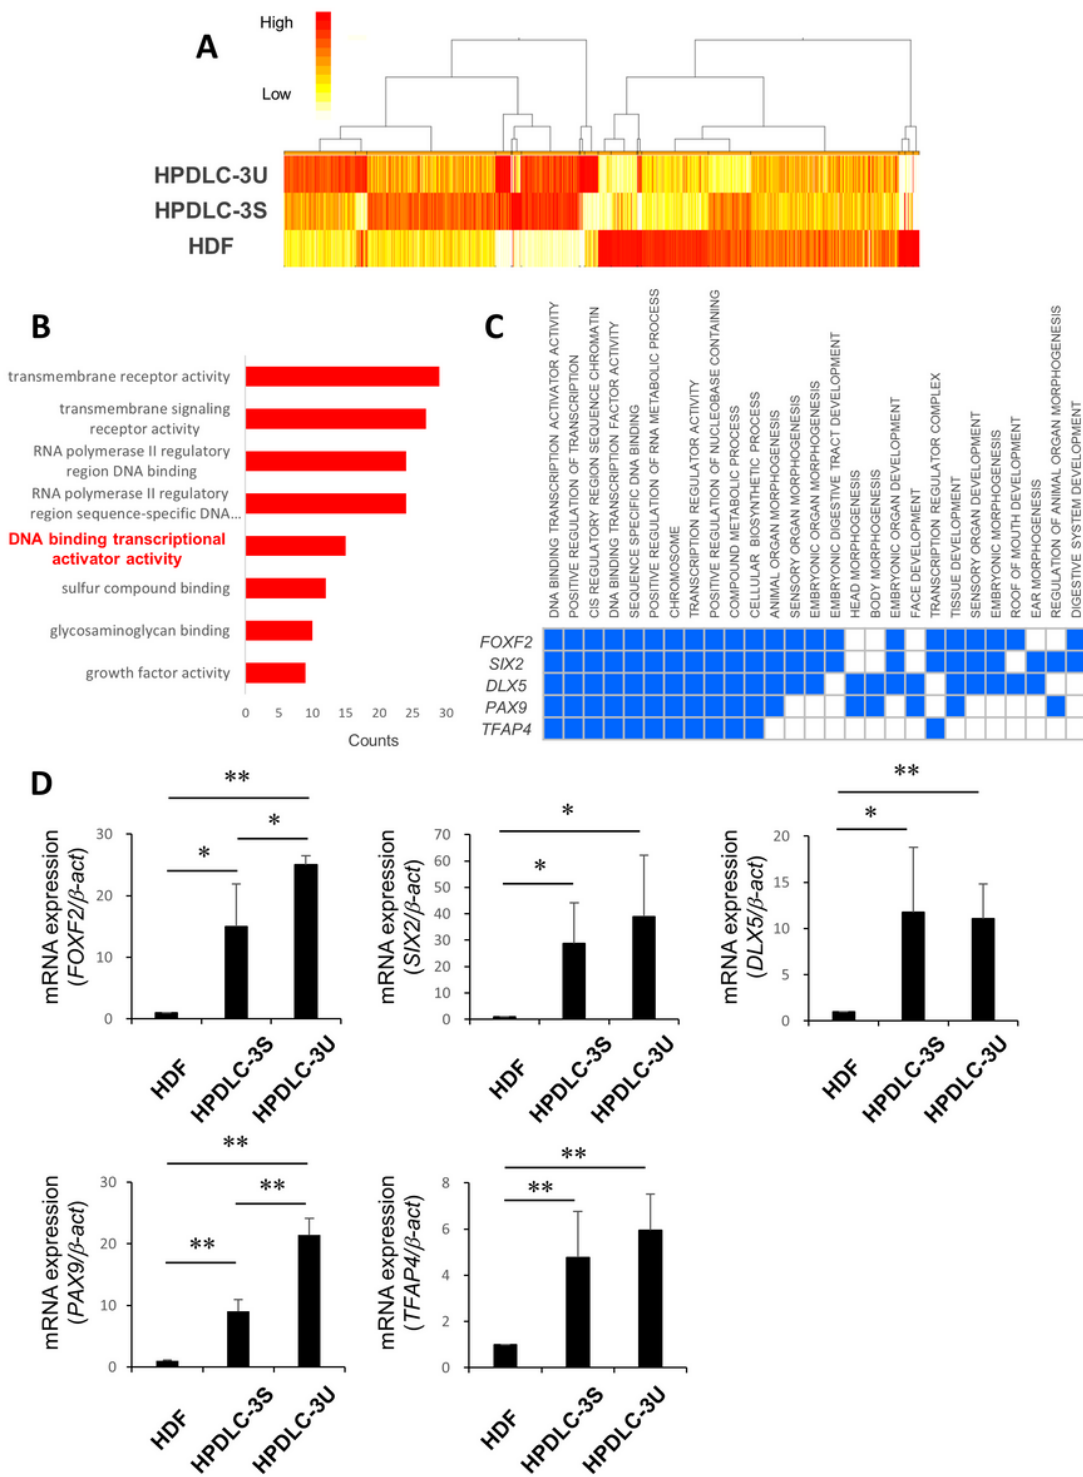 A
High
Low
HPDLC-3U
HPDLC-3S
HDF
B
transmembrane receptor activity
transmembrane signaling
receptor activity
RNA polymerase II regulatory
region DNA binding
RNA polymerase II regulatory
region sequence-specific DNA...
DNA binding transcriptional
activator activity
sulfur compound binding
glycosaminoglycan binding
growth factor activity
0 5 10 15 20 25 30
Counts
C
DNA BINDING TRANSCRIPTION ACTIVATOR ACTIVITY
POSITIVE REGULATION OF TRANSCRIPTION
CIS REGULATORY REGION SEQUENCE CHROMATIN
DNA BINDING TRANSCRIPTION FACTOR ACTIVITY
SEQUENCE SPECIFIC DNA BINDING
POSITIVE REGULATION OF RNA METABOLIC PROCESS
CHROMOSOME
TRANSCRIPTION REGULATOR ACTIVITY
POSITIVE REGULATION OF NUCLEOBASE CONTAINING
COMPOUND METABOLIC PROCESS
CELLULAR BIOSYNTHETIC PROCESS
ANIMAL ORGAN MORPHOGENESIS
SENSORY ORGAN MORPHOGENESIS
EMBRYONIC ORGAN MORPHOGENESIS
EMBRYONIC DIGESTIVE TRACT DEVELOPMENT
HEAD MORPHOGENESIS
BODY MORPHOGENESIS
EMBRYONIC ORGAN DEVELOPMENT
FACE DEVELOPMENT
TRANSCRIPTION REGULATOR COMPLEX
TISSUE DEVELOPMENT
SENSORY ORGAN DEVELOPMENT
EMBRYONIC MORPHOGENESIS
ROOF OF MOUTH DEVELOPMENT
EAR MORPHOGENESIS
REGULATION OF ANIMAL ORGAN MORPHOGENESIS
DIGESTIVE SYSTEM DEVELOPMENT
FOXF2
SIX2
DLX5
PAX9
TFAP4
D
mRNA expression
(FOXF2/β-act)
30
20
10
0
**
*
*
HDF
HPDLC-3S
HPDLC-3U
mRNA expression
(SIX2/β-act)
70
60
50
40
30
20
10
0
*
*
HDF
HPDLC-3S
HPDLC-3U
mRNA expression
(DLX5/β-act)
20
15
10
5
0
**
*
HDF
HPDLC-3S
HPDLC-3U
mRNA expression
(PAX9/β-act)
30
20
10
0
**
**
**
HDF
HPDLC-3S
HPDLC-3U
mRNA expression
(TFAP4/β-act)
8
6
4
2
0
**
**
HDF
HPDLC-3S
HPDLC-3U